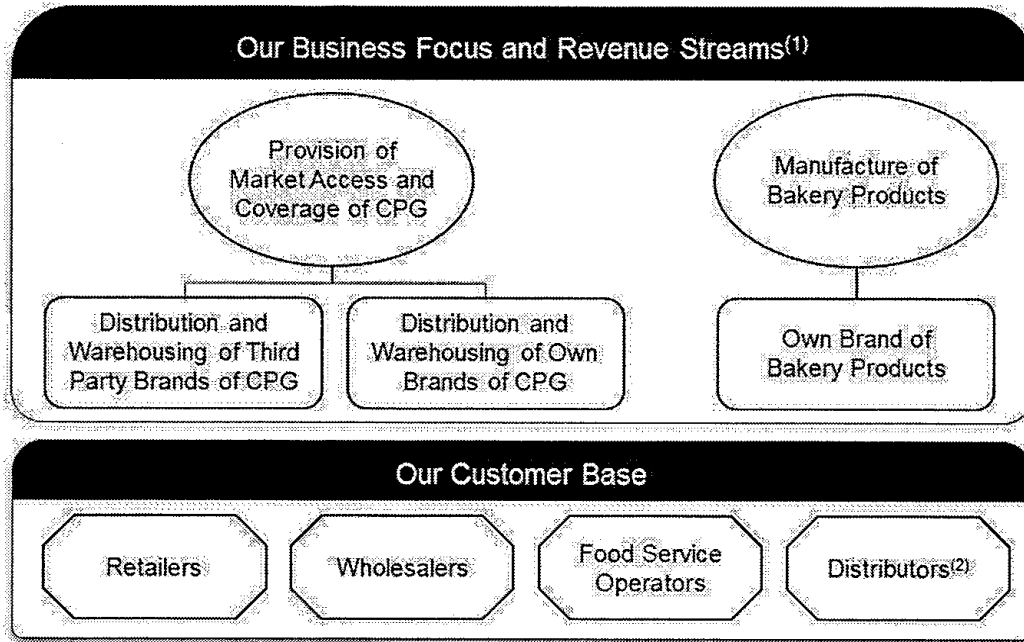 Our Business Focus and Revenue Streams(1)
Provision of
Market Access and
Coverage of CPG
Manufacture of
Bakery Products
Distribution and
Warehousing of Third
Party Brands of CPG
Distribution and
Warehousing of Own
Brands of CPG
Own Brand of
Bakery Products
Our Customer Base
Retailers
Wholesalers
Food Service
Operators
Distributors(2)